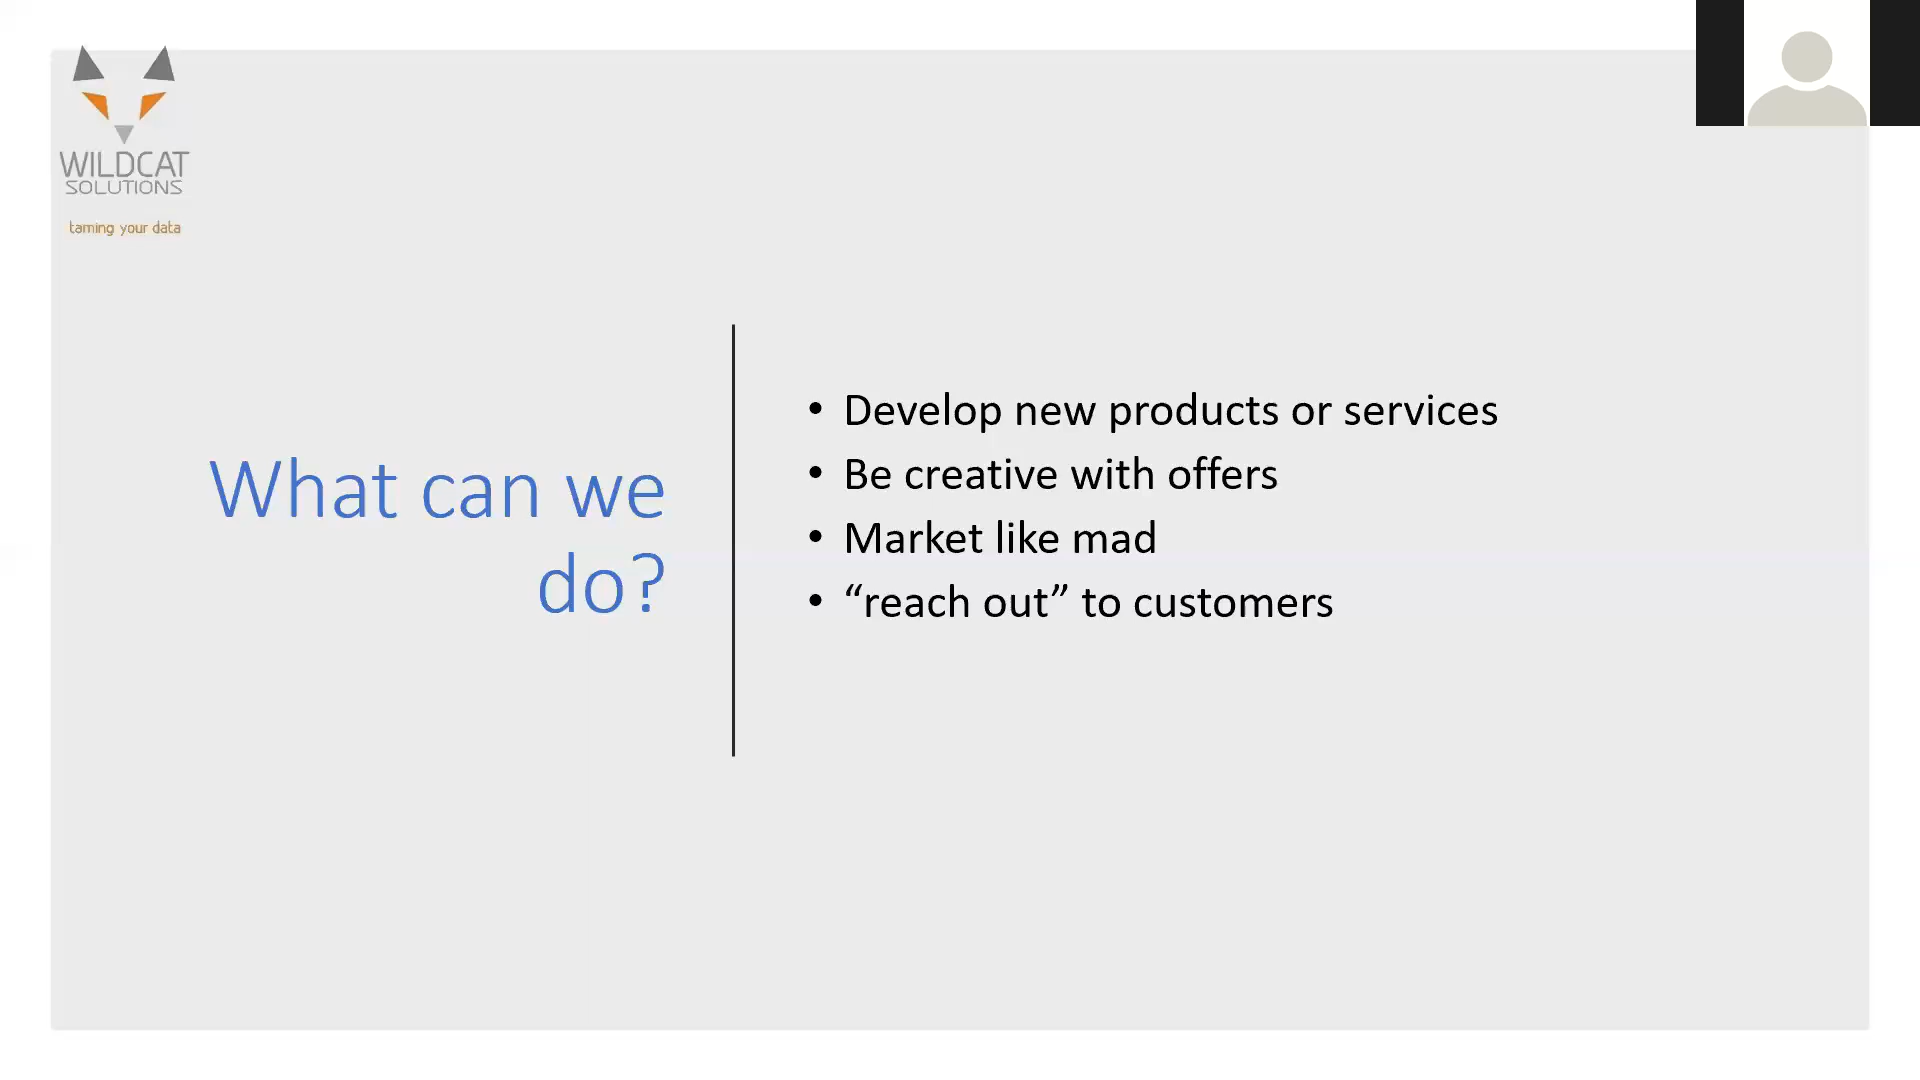 WILDCAT
SOLUTIONS
taming your data
What can we
do?
• Develop new products or services
• Be creative with offers
• Market like mad
• “reach out” to customers